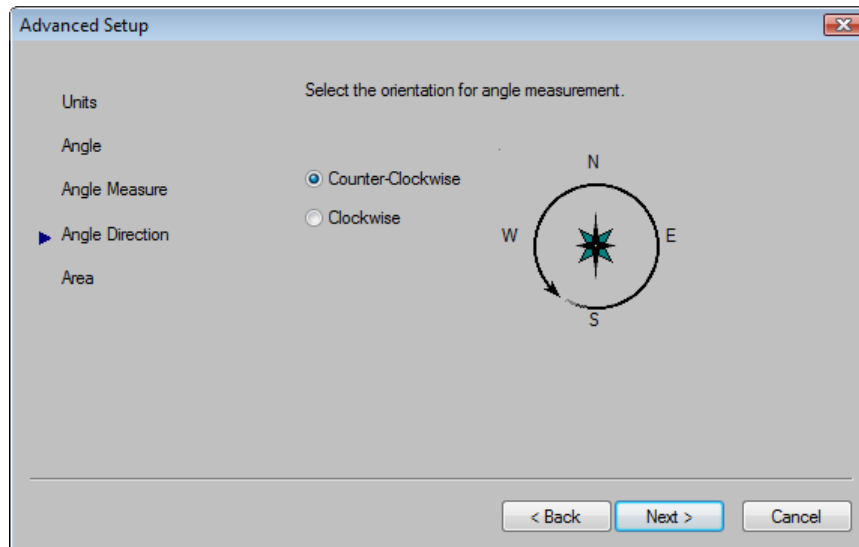 Advanced Setup
Select the orientation for angle measurement.
Units
Angle
Angle Measure
Angle Direction
Area
Counter-Clockwise
Clockwise
N
W
E
S
< Back
Next >
Cancel